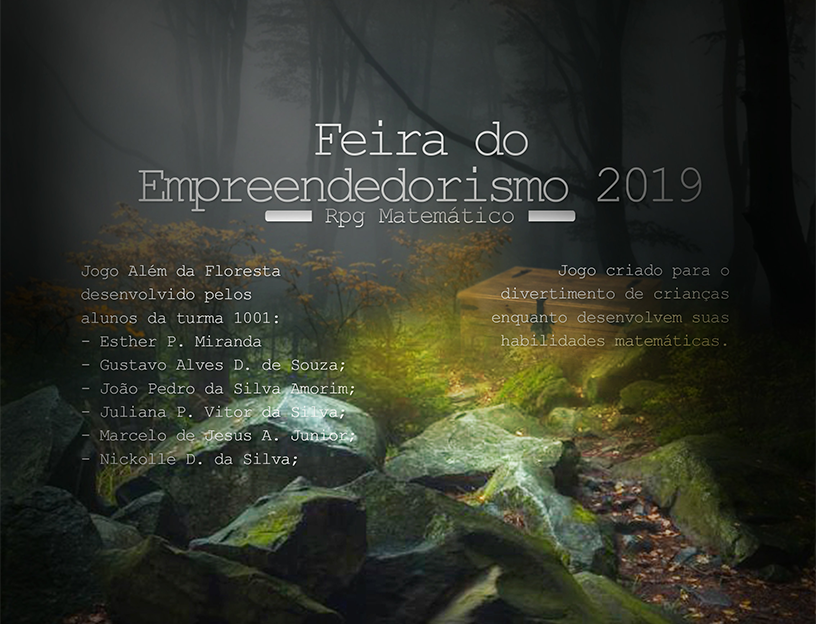 Feira do
Empreendedorismo 2019
Rpg Matemático
Jogo Além da Floresta
desenvolvido pelos
alunos da turma 1001:
- Esther P. Miranda
- Gustavo Alves D. de Souza;
- João Pedro da Silva Amorim;
- Juliana P. Vitor da Silva;
- Marcelo de Jesus A. Junior;
- Nickolle D. da Silva;
Jogo criado para o
divertimento de crianças
enquanto desenvolvem suas
habilidades matemáticas.